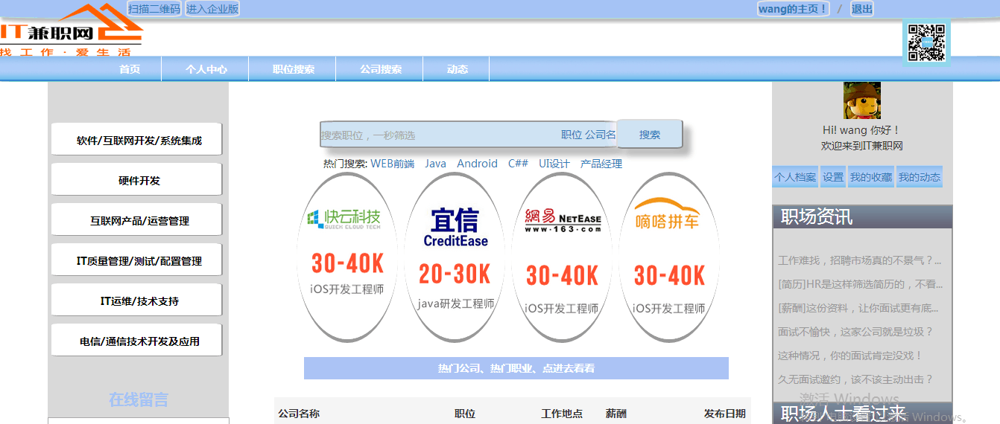 扫描二维码 进入企业版 wang的主页！ / 退出
IT兼职网
找工作·爱生活
首页 个人中心 职位搜索 公司搜索 动态
软件/互联网开发/系统集成
硬件开发
互联网产品/运营管理
IT质量管理/测试/配置管理
IT运维/技术支持
电信/通信技术开发及应用
在线留言
搜索职位，一秒筛选 职位 公司名 搜索
热门搜索: WEB前端 Java Android C## UI设计 产品经理
快云科技
QUICK CLOUD TECH
30-40K
iOS开发工程师
宜信
CreditEase
20-30K
java研发工程师
網易 NETEASE
www.163.com
30-40K
iOS开发工程师
嘀嗒拼车
30-40K
iOS开发工程师
热门公司、热门职业、点进去看看
公司名称 职位 工作地点 薪酬 发布日期
Hi! wang 你好！
欢迎来到IT兼职网
个人档案 设置 我的收藏 我的动态
职场资讯
工作难找，招聘市场真的不景气？...
[简历]HR是这样筛选简历的，不看...
[薪酬]这份资料，让你面试更有底...
面试不愉快，这家公司就是垃圾？
这种情况，你的面试肯定没戏！
久无面试邀约，该不该主动出击？
激活 Windows
职场人士看过来
激活 Windows。